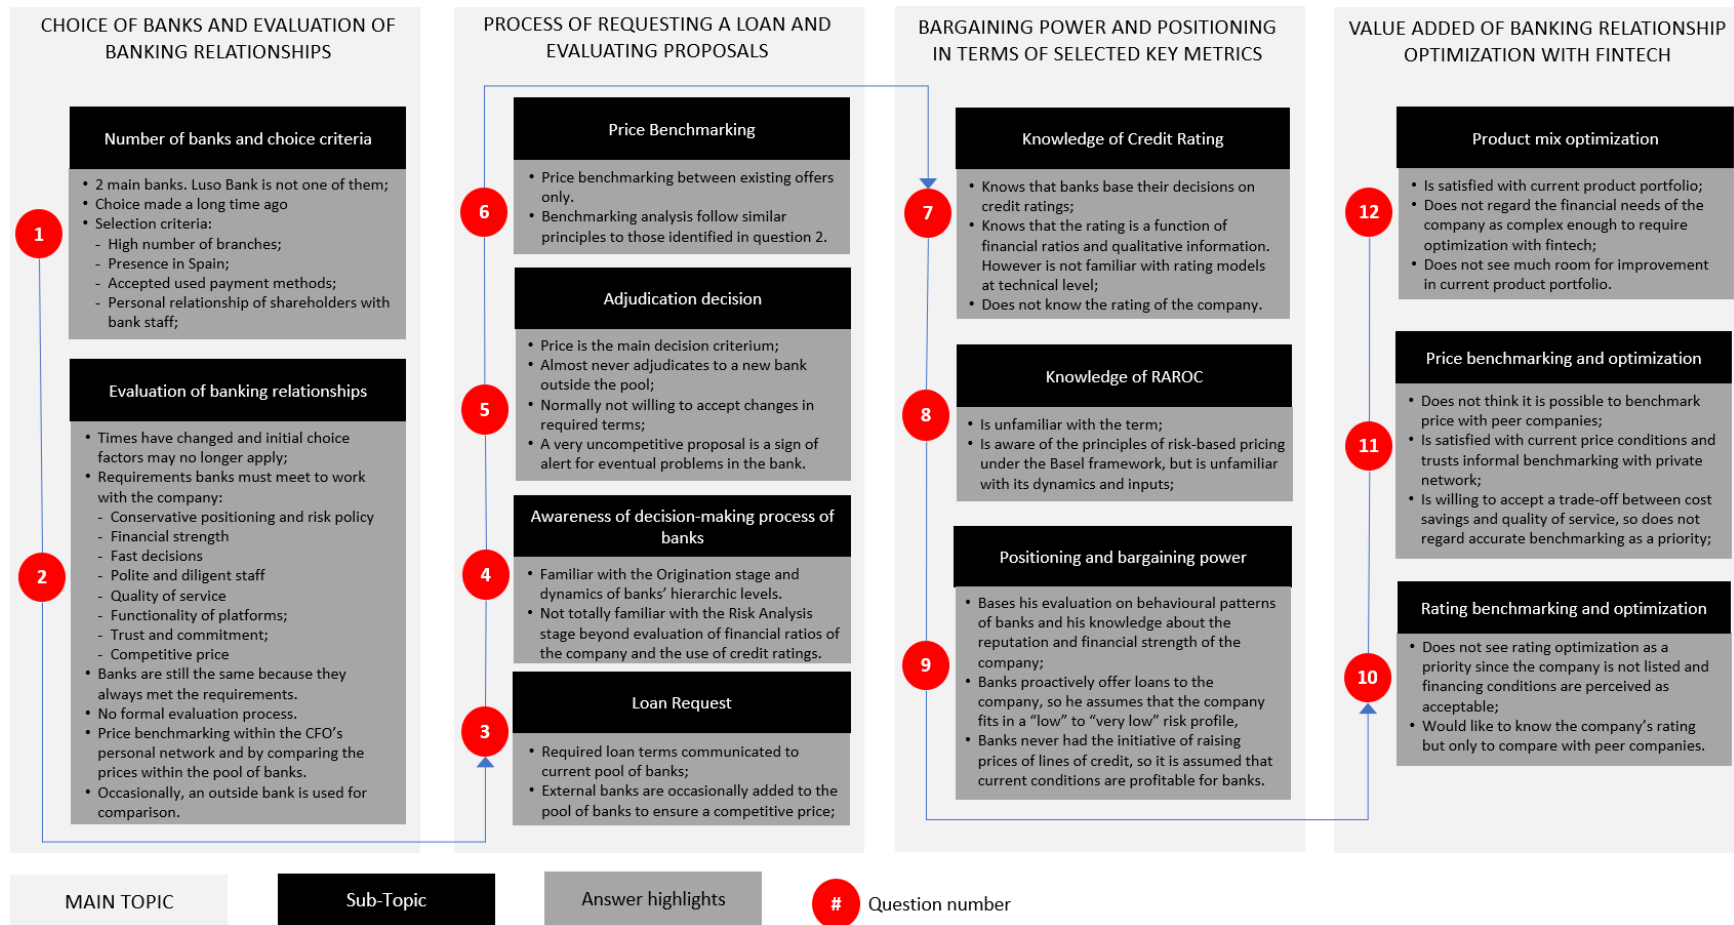 CHOICE OF BANKS AND EVALUATION OF
BANKING RELATIONSHIPS
Number of banks and choice criteria
• 2 main banks. Luso Bank is not one of them;
• Choice made a long time ago
• Selection criteria:
- High number of branches;
- Presence in Spain;
- Accepted used payment methods;
- Personal relationship of shareholders with
bank staff;
1
Evaluation of banking relationships
• Times have changed and initial choice
factors may no longer apply;
• Requirements banks must meet to work
with the company:
- Conservative positioning and risk policy
- Financial strength
- Fast decisions
- Polite and diligent staff
- Quality of service
- Functionality of platforms;
- Trust and commitment;
- Competitive price
• Banks are still the same because they
always met the requirements.
• No formal evaluation process.
• Price benchmarking within the CFO's
personal network and by comparing the
prices within the pool of banks.
• Occasionally, an outside bank is used for
comparison.
2
PROCESS OF REQUESTING A LOAN AND
EVALUATING PROPOSALS
Price Benchmarking
• Price benchmarking between existing offers
only.
• Benchmarking analysis follow similar
principles to those identified in question 2.
6
Adjudication decision
• Price is the main decision criterium;
• Almost never adjudicates to a new bank
outside the pool;
• Normally not willing to accept changes in
required terms;
• A very uncompetitive proposal is a sign of
alert for eventual problems in the bank.
5
Awareness of decision-making process of
banks
• Familiar with the Origination stage and
dynamics of banks' hierarchic levels.
• Not totally familiar with the Risk Analysis
stage beyond evaluation of financial ratios of
the company and the use of credit ratings.
4
Loan Request
• Required loan terms communicated to
current pool of banks;
• External banks are occasionally added to the
pool of banks to ensure a competitive price;
3
BARGAINING POWER AND POSITIONING
IN TERMS OF SELECTED KEY METRICS
Knowledge of Credit Rating
• Knows that banks base their decisions on
credit ratings;
• Knows that the rating is a function of
financial ratios and qualitative information.
However is not familiar with rating models
at technical level;
• Does not know the rating of the company.
7
Knowledge of RAROC
• Is unfamiliar with the term;
• Is aware of the principles of risk-based pricing
under the Basel framework, but is unfamiliar
with its dynamics and inputs;
8
Positioning and bargaining power
• Bases his evaluation on behavioural patterns
of banks and his knowledge about the
reputation and financial strength of the
company;
• Banks proactively offer loans to the
company, so he assumes that the company
fits in a "low" to "very low" risk profile,
• Banks never had the initiative of raising
prices of lines of credit, so it is assumed that
current conditions are profitable for banks.
9
VALUE ADDED OF BANKING RELATIONSHIP
OPTIMIZATION WITH FINTECH
Product mix optimization
• Is satisfied with current product portfolio;
• Does not regard the financial needs of the
company as complex enough to require
optimization with fintech;
• Does not see much room for improvement
in current product portfolio.
12
Price benchmarking and optimization
• Does not think it is possible to benchmark
price with peer companies;
• Is satisfied with current price conditions and
trusts informal benchmarking with private
network;
• Is willing to accept a trade-off between cost
savings and quality of service, so does not
regard accurate benchmarking as a priority;
11
Rating benchmarking and optimization
• Does not see rating optimization as a
priority since the company is not listed and
financing conditions are perceived as
acceptable;
• Would like to know the company's rating
but only to compare with peer companies.
10
MAIN TOPIC
Sub-Topic
Answer highlights
# Question number